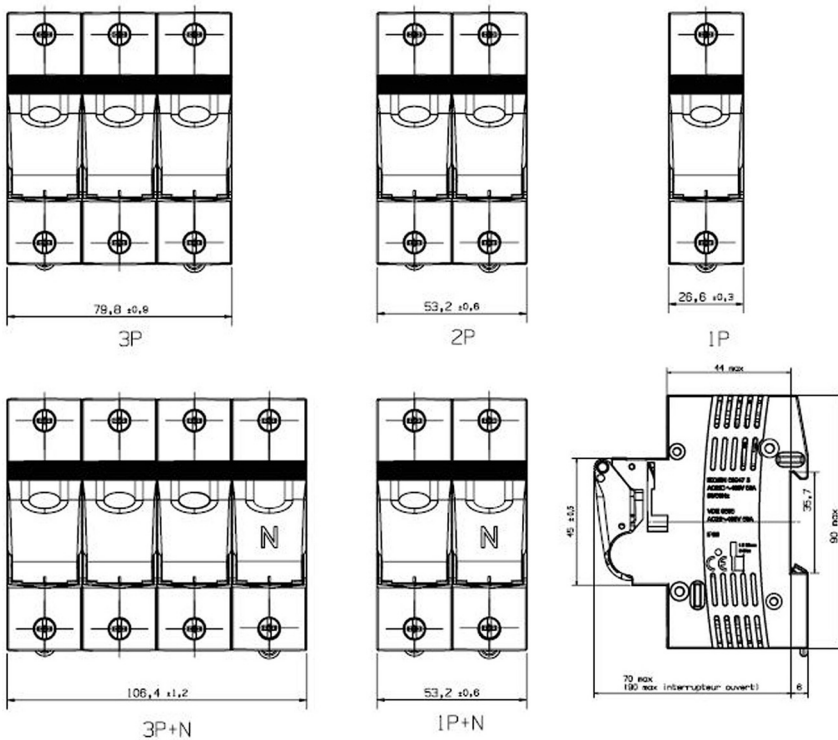 79,8 ±0,9
53,2 ±0,6
26,6 ±0,3
3P
2P
1P
44 max
N
N
45 ±0,5
35,7
90 max
CE
70 max
(90 max interrupteur ouvert)
6
106,4 ±1,2
53,2 ±0,6
3P+N
1P+N